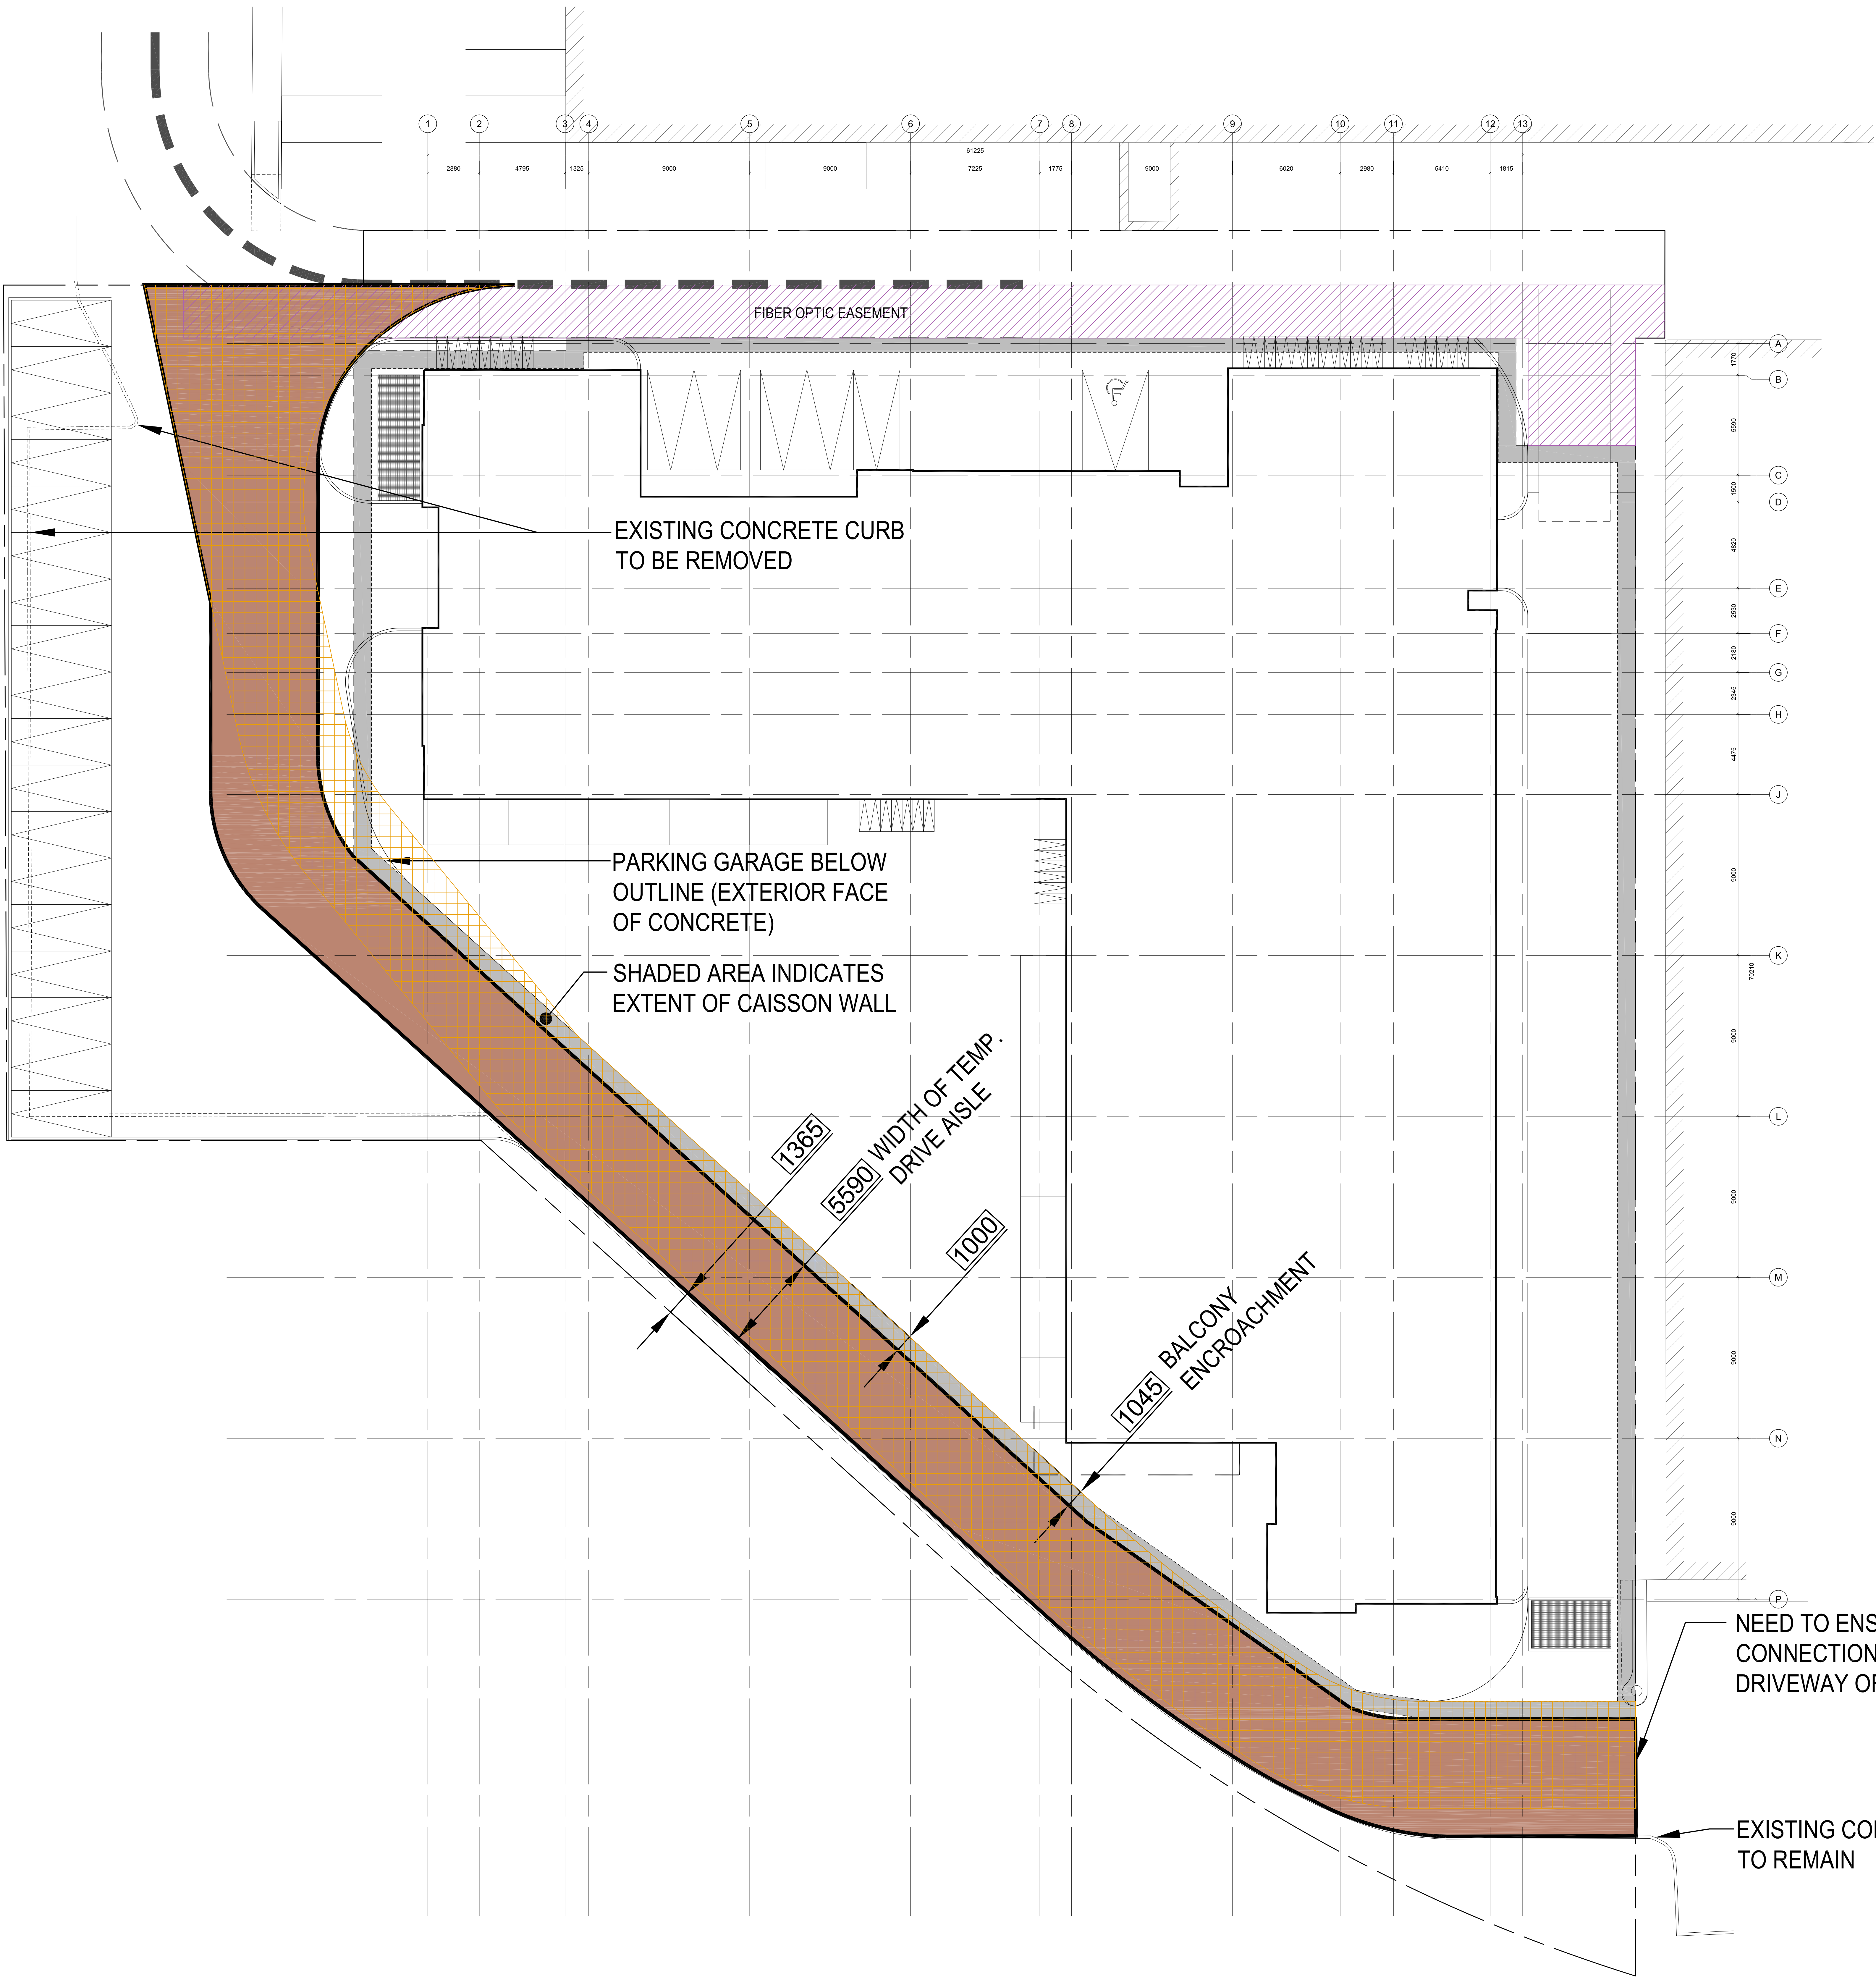 1 2 3 4 5 6 7 8 9 10 11 12 13
61225
2880 4795 1325 9000 9000 7225 1775 9000 6020 2980 5410 1815
FIBER OPTIC EASEMENT
A
1770
B
5590
C
1500
D
4820
E
2530
F
2180
G
2345
H
4475
J
9000
K
70210
9000
L
9000
M
9000
N
9000
P
EXISTING CONCRETE CURB
TO BE REMOVED
PARKING GARAGE BELOW
OUTLINE (EXTERIOR FACE
OF CONCRETE)
SHADED AREA INDICATES
EXTENT OF CAISSON WALL
1365
5590 WIDTH OF TEMP.
DRIVE AISLE
1000
1045 BALCONY
ENCROACHMENT
NEED TO ENS
CONNECTION
DRIVEWAY OF
EXISTING CO
TO REMAIN